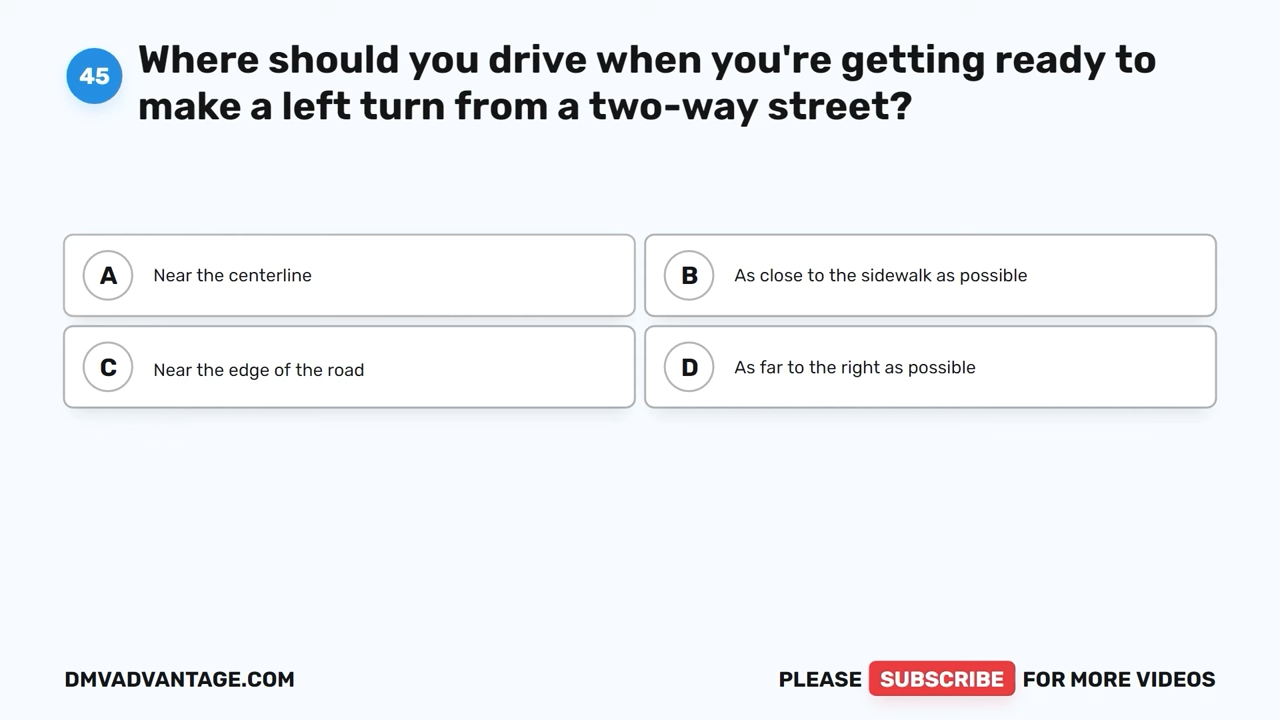 45
Where should you drive when you're getting ready to
make a left turn from a two-way street?
A Near the centerline
B As close to the sidewalk as possible
C Near the edge of the road
D As far to the right as possible
DMVADVANTAGE.COM
PLEASE SUBSCRIBE FOR MORE VIDEOS